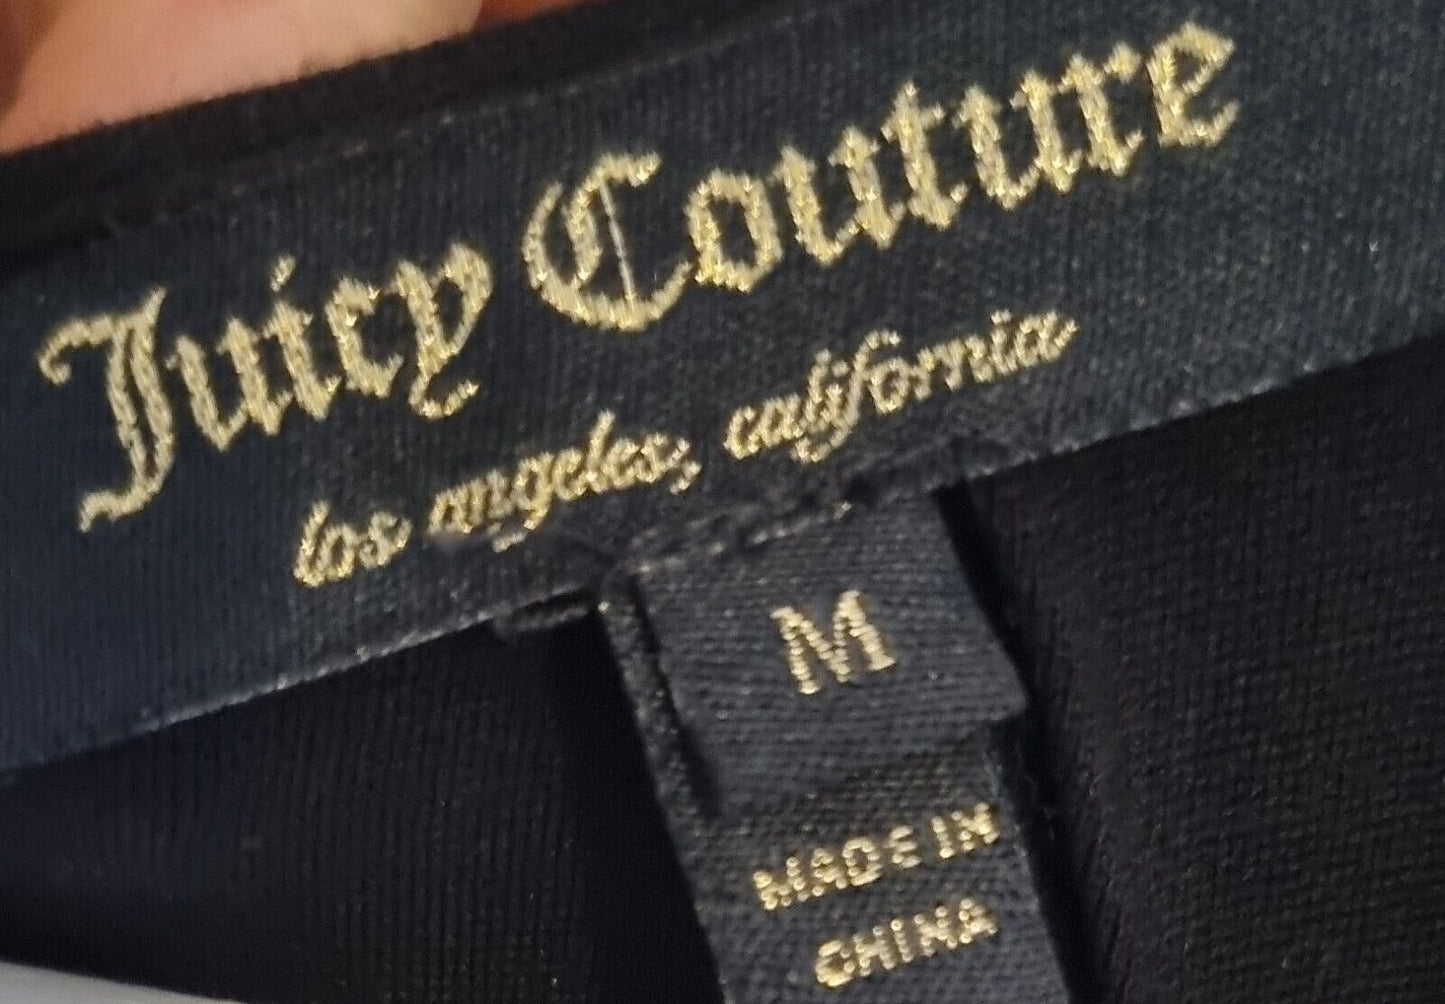 Juicy Couture
los angeles, california
M
MADE IN
CHINA